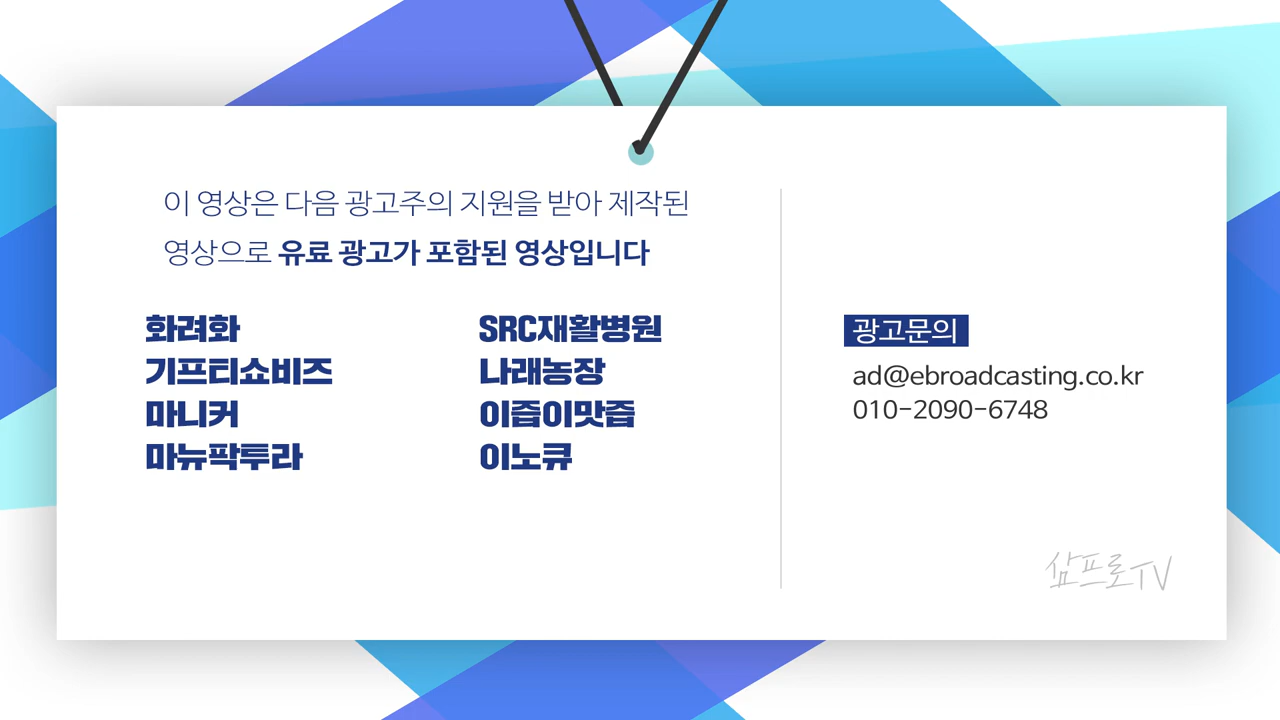 이 영상은 다음 광고주의 지원을 받아 제작된
영상으로 유료 광고가 포함된 영상입니다
화려화
기프티쇼비즈
마니커
마뉴팍투라
SRC재활병원
나래농장
이즙이맛즙
이노큐
광고문의
ad@ebroadcasting.co.kr
010-2090-6748
삼프로TV